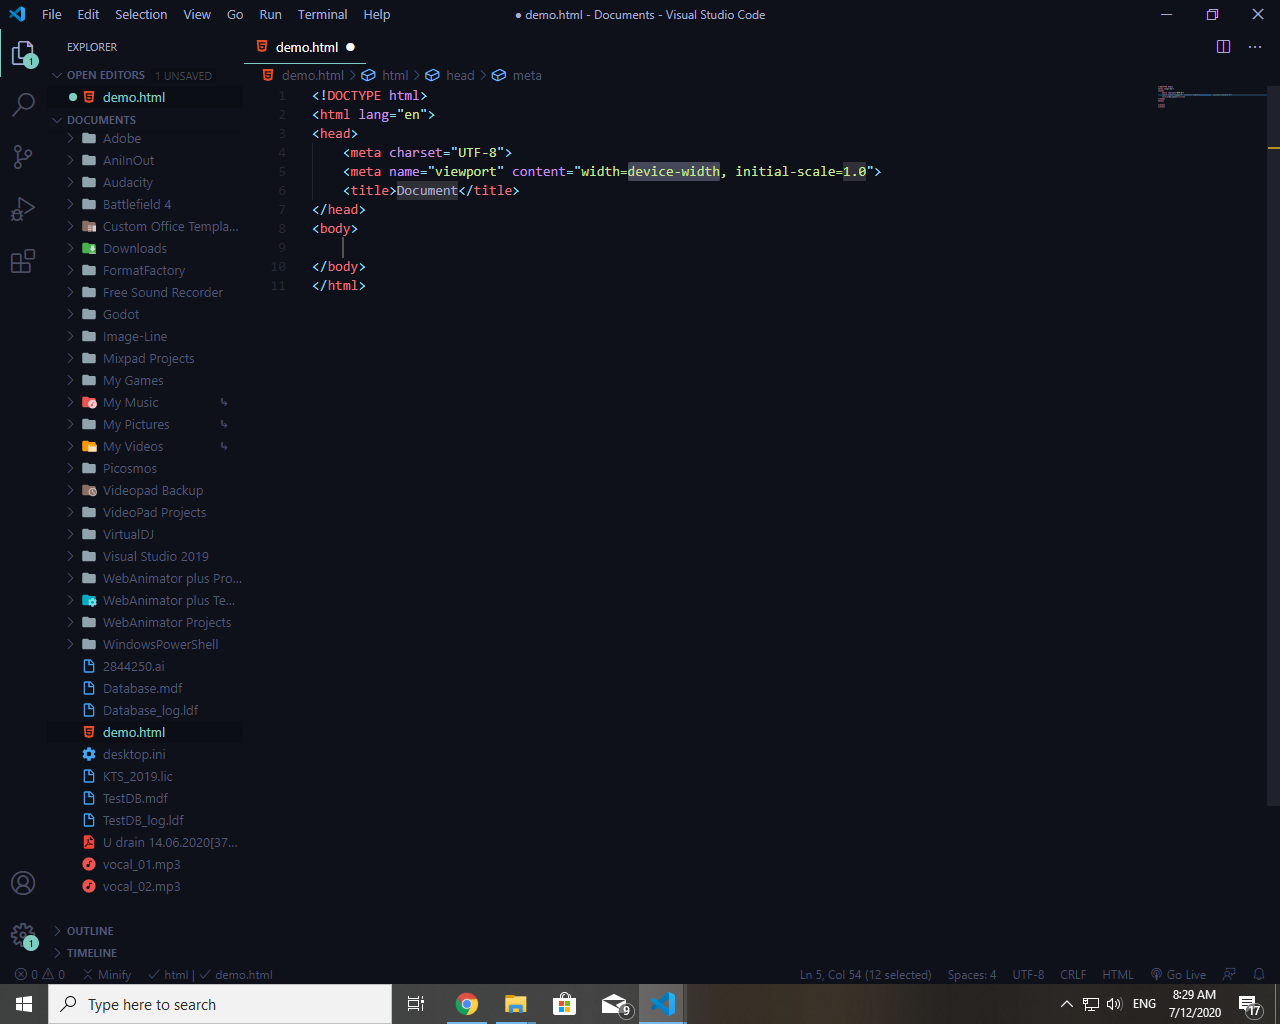 File Edit Selection View Go Run Terminal Help
● demo.html - Documents - Visual Studio Code
EXPLORER
demo.html
OPEN EDITORS 1 UNSAVED
demo.html
DOCUMENTS
Adobe
AniInOut
Audacity
Battlefield 4
Custom Office Templa...
Downloads
FormatFactory
Free Sound Recorder
Godot
Image-Line
Mixpad Projects
My Games
My Music
My Pictures
My Videos
Picosmos
Videopad Backup
VideoPad Projects
VirtualDJ
Visual Studio 2019
WebAnimator plus Pro...
WebAnimator plus Te...
WebAnimator Projects
WindowsPowerShell
2844250.ai
Database.mdf
Database_log.ldf
demo.html
desktop.ini
KTS_2019.lic
TestDB.mdf
TestDB_log.ldf
U drain 14.06.2020[37...
vocal_01.mp3
vocal_02.mp3
OUTLINE
TIMELINE
demo.html > html > head > meta
1 <!DOCTYPE html>
2 <html lang="en">
3 <head>
4     <meta charset="UTF-8">
5     <meta name="viewport" content="width=device-width, initial-scale=1.0">
6     <title>Document</title>
7 </head>
8 <body>
9
10 </body>
11 </html>
1
1
0 0 Minify html | demo.html
Ln 5, Col 54 (12 selected) Spaces: 4 UTF-8 CRLF HTML Go Live
Type here to search
9
ENG
8:29 AM
7/12/2020
17